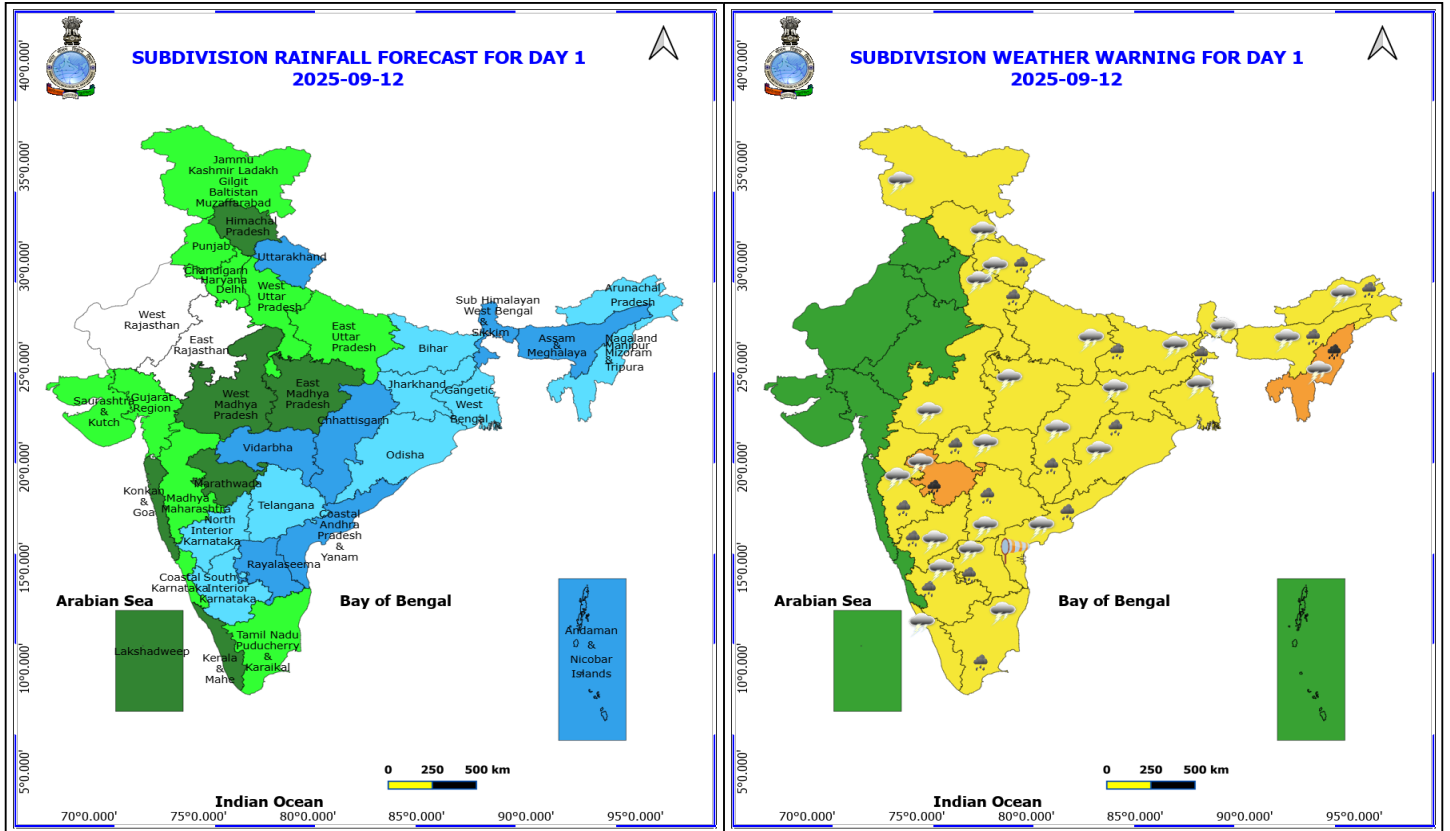 SUBDIVISION RAINFALL FORECAST FOR DAY 1
2025-09-12
40°0.000'
35°0.000'
30°0.000'
25°0.000'
20°0.000'
15°0.000'
10°0.000'
5°0.000'
Jammu
Kashmir Ladakh
Gilgit
Baltistan
Muzaffarabad
Himachal
Pradesh
Punjab
Uttarakhand
Chandigarh
Haryana
Delhi
West
Uttar
Pradesh
West
Rajasthan
East
Rajasthan
East
Uttar
Pradesh
Sub Himalayan
West Bengal
&
Sikkim
Arunachal
Pradesh
Assam
&
Meghalaya
Nagaland
Manipur
Mizoram
&
Tripura
Bihar
Jharkhand
Gangetic
West
Bengal
Saurashtra
&
Kutch
Gujarat
Region
West
Madhya
Pradesh
East
Madhya
Pradesh
Chhattisgarh
Vidarbha
Odisha
Konkan
&
Goa
Madhya
Maharashtra
Marathwada
Telangana
North
Interior
Karnataka
Coastal
Andhra
Pradesh
&
Yanam
Rayalaseema
Coastal
Karnataka
South
Interior
Karnataka
Arabian Sea
Bay of Bengal
Lakshadweep
Kerala
&
Mahe
Tamil Nadu
Puducherry
&
Karaikal
Andaman
&
Nicobar
Islands
0 250 500 km
Indian Ocean
70°0.000' 75°0.000' 80°0.000' 85°0.000' 90°0.000' 95°0.000'
SUBDIVISION WEATHER WARNING FOR DAY 1
2025-09-12
40°0.000'
35°0.000'
30°0.000'
25°0.000'
20°0.000'
15°0.000'
10°0.000'
5°0.000'
Arabian Sea
Bay of Bengal
0 250 500 km
Indian Ocean
70°0.000' 75°0.000' 80°0.000' 85°0.000' 90°0.000' 95°0.000'